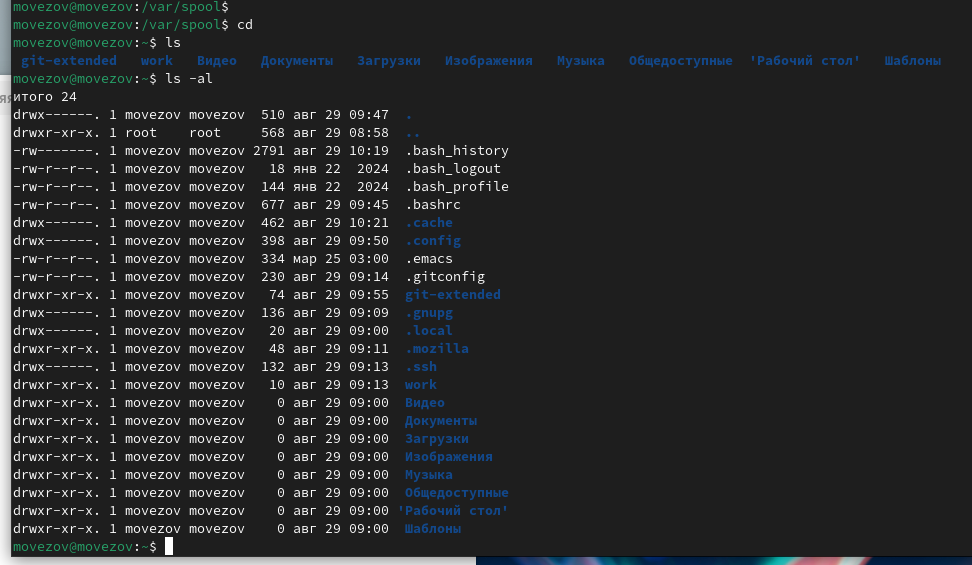 movezov@movezov:/var/spool$
movezov@movezov:/var/spool$ cd
movezov@movezov:~$ ls
git-extended work Видео Документы Загрузки Изображения Музыка Общедоступные 'Рабочий стол' Шаблоны
movezov@movezov:~$ ls -al
итого 24
drwx------. 1 movezov movezov 510 авг 29 09:47 .
drwxr-xr-x. 1 root root 568 авг 29 08:58 ..
-rw-------. 1 movezov movezov 2791 авг 29 10:19 .bash_history
-rw-r--r--. 1 movezov movezov 18 янв 22 2024 .bash_logout
-rw-r--r--. 1 movezov movezov 144 янв 22 2024 .bash_profile
-rw-r--r--. 1 movezov movezov 677 авг 29 09:45 .bashrc
drwx------. 1 movezov movezov 462 авг 29 10:21 .cache
drwx------. 1 movezov movezov 398 авг 29 09:50 .config
-rw-r--r--. 1 movezov movezov 334 мар 25 03:00 .emacs
-rw-r--r--. 1 movezov movezov 230 авг 29 09:14 .gitconfig
drwxr-xr-x. 1 movezov movezov 74 авг 29 09:55 git-extended
drwx------. 1 movezov movezov 136 авг 29 09:09 .gnupg
drwx------. 1 movezov movezov 20 авг 29 09:00 .local
drwxr-xr-x. 1 movezov movezov 48 авг 29 09:11 .mozilla
drwx------. 1 movezov movezov 132 авг 29 09:13 .ssh
drwxr-xr-x. 1 movezov movezov 10 авг 29 09:13 work
drwxr-xr-x. 1 movezov movezov 0 авг 29 09:00 Видео
drwxr-xr-x. 1 movezov movezov 0 авг 29 09:00 Документы
drwxr-xr-x. 1 movezov movezov 0 авг 29 09:00 Загрузки
drwxr-xr-x. 1 movezov movezov 0 авг 29 09:00 Изображения
drwxr-xr-x. 1 movezov movezov 0 авг 29 09:00 Музыка
drwxr-xr-x. 1 movezov movezov 0 авг 29 09:00 Общедоступные
drwxr-xr-x. 1 movezov movezov 0 авг 29 09:00 'Рабочий стол'
drwxr-xr-x. 1 movezov movezov 0 авг 29 09:00 Шаблоны
movezov@movezov:~$